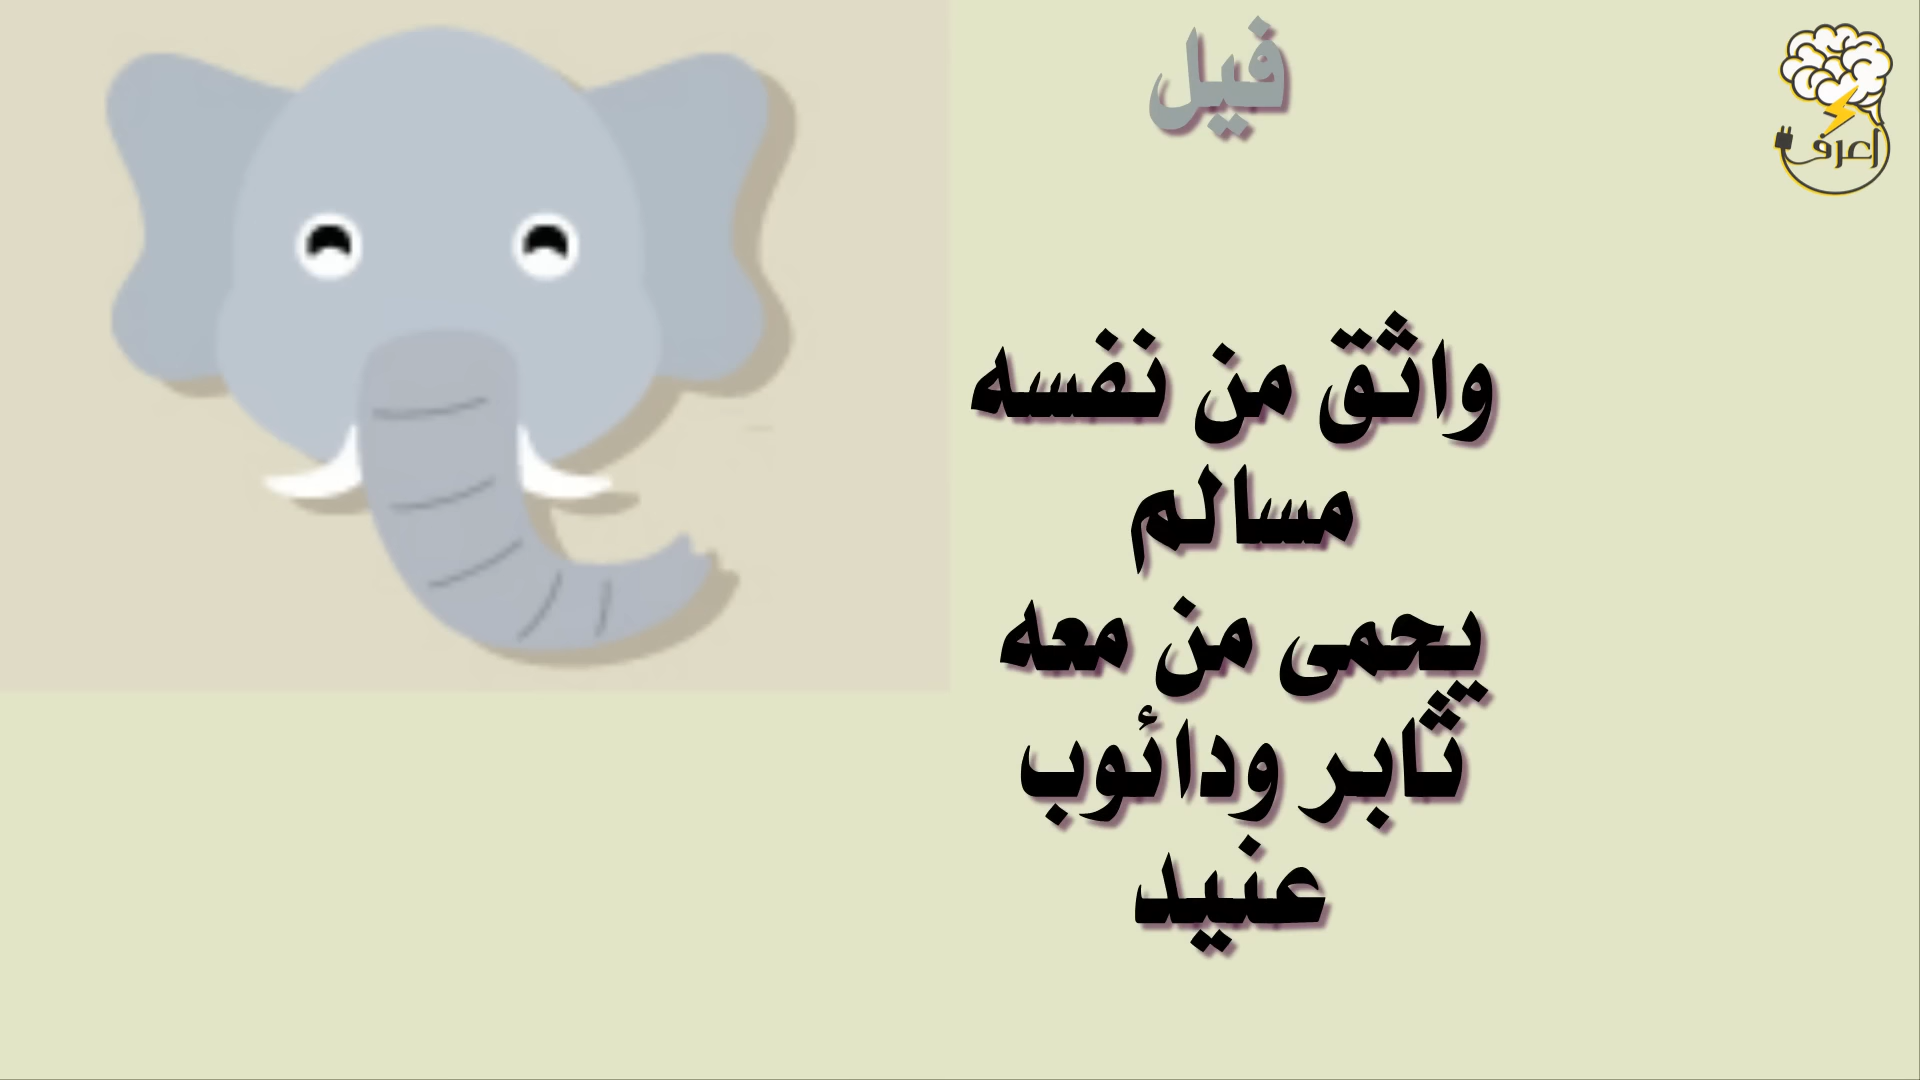 فيل
اعرف
واثق من نفسه
مسالم
يحمى من معه
ثابر ودائوب
عنيد